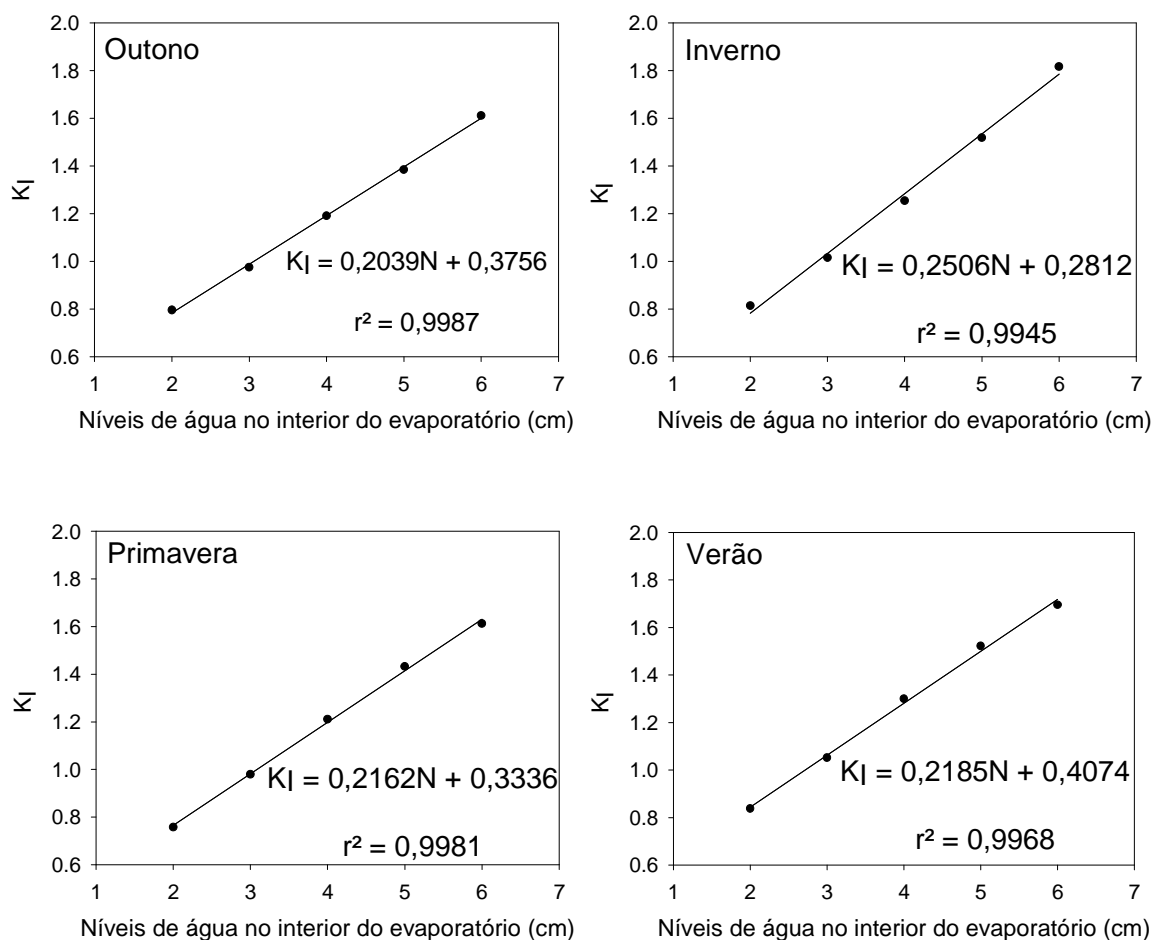 Outono
2.0
1.8
1.6
1.4
1.2
1.0
0.8
0.6
KI
KI = 0,2039N + 0,3756
r² = 0,9987
1 2 3 4 5 6 7
Níveis de água no interior do evaporatório (cm)
Inverno
2.0
1.8
1.6
1.4
1.2
1.0
0.8
0.6
KI
KI = 0,2506N + 0,2812
r² = 0,9945
1 2 3 4 5 6 7
Níveis de água no interior do evaporatório (cm)
Primavera
2.0
1.8
1.6
1.4
1.2
1.0
0.8
0.6
KI
KI = 0,2162N + 0,3336
r² = 0,9981
1 2 3 4 5 6 7
Níveis de água no interior do evaporatório (cm)
Verão
2.0
1.8
1.6
1.4
1.2
1.0
0.8
0.6
KI
KI = 0,2185N + 0,4074
r² = 0,9968
1 2 3 4 5 6 7
Níveis de água no interior do evaporatório (cm)